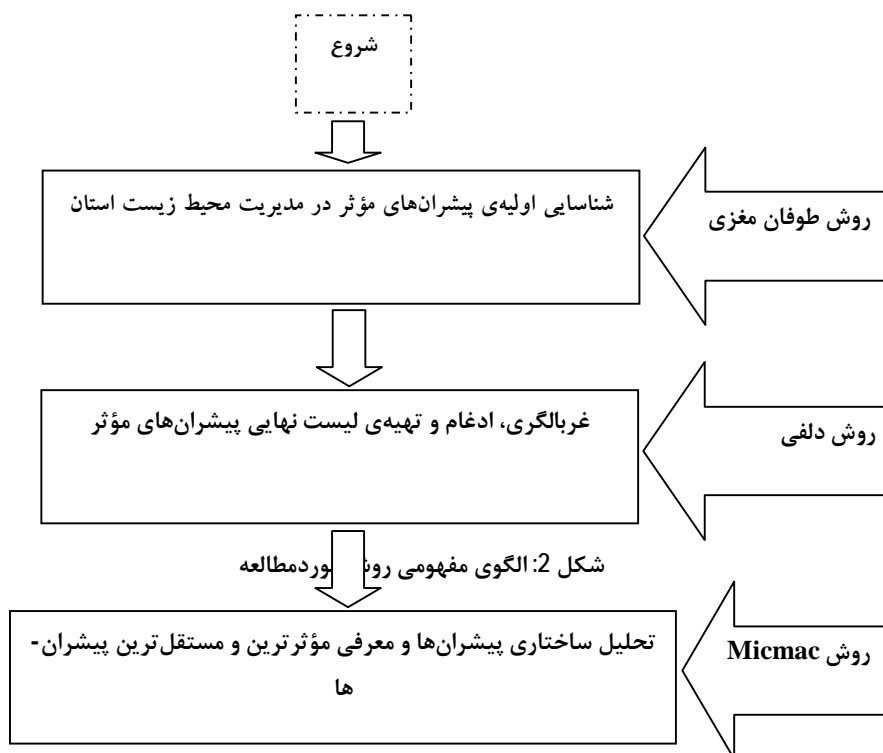 شروع
شناسایی اولیه‌ی پیشران‌های مؤثر در مدیریت محیط زیست استان
روش طوفان مغزی
غربالگری، ادغام و تهیه‌ی لیست نهایی پیشران‌های مؤثر
روش دلفی
شکل 2: الگوی مفهومی روش موردمطالعه
تحلیل ساختاری پیشران‌ها و معرفی مؤثرترین و مستقل‌ترین پیشران-
ها
روش Micmac